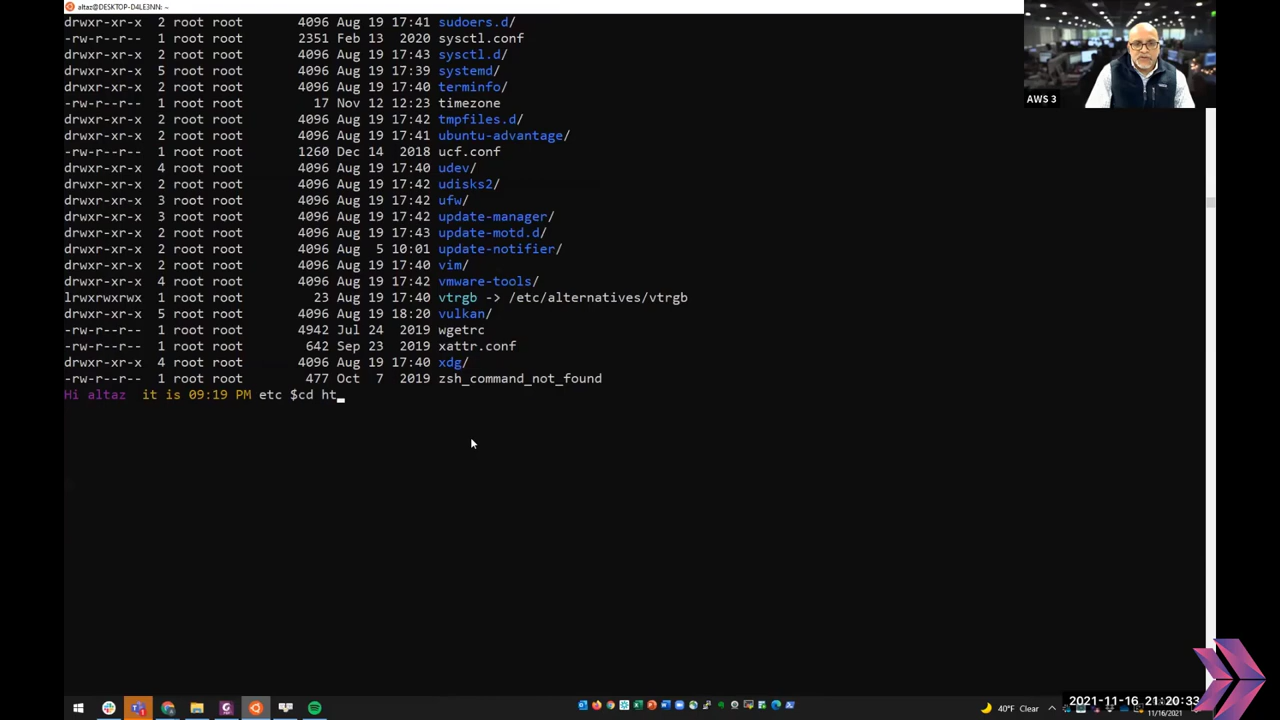 altaz@DESKTOP-D4LE3NN: ~
drwxr-xr-x 2 root root 4096 Aug 19 17:41 sudoers.d/
-rw-r--r-- 1 root root 2351 Feb 13 2020 sysctl.conf
drwxr-xr-x 2 root root 4096 Aug 19 17:43 sysctl.d/
drwxr-xr-x 5 root root 4096 Aug 19 17:39 systemd/
drwxr-xr-x 2 root root 4096 Aug 19 17:40 terminfo/
-rw-r--r-- 1 root root 17 Nov 12 12:23 timezone
drwxr-xr-x 2 root root 4096 Aug 19 17:42 tmpfiles.d/
drwxr-xr-x 2 root root 4096 Aug 19 17:41 ubuntu-advantage/
-rw-r--r-- 1 root root 1260 Dec 14 2018 ucf.conf
drwxr-xr-x 4 root root 4096 Aug 19 17:40 udev/
drwxr-xr-x 2 root root 4096 Aug 19 17:42 udisks2/
drwxr-xr-x 3 root root 4096 Aug 19 17:42 ufw/
drwxr-xr-x 3 root root 4096 Aug 19 17:42 update-manager/
drwxr-xr-x 2 root root 4096 Aug 19 17:43 update-motd.d/
drwxr-xr-x 2 root root 4096 Aug 5 10:01 update-notifier/
drwxr-xr-x 2 root root 4096 Aug 19 17:40 vim/
drwxr-xr-x 4 root root 4096 Aug 19 17:42 vmware-tools/
lrwxrwxrwx 1 root root 23 Aug 19 17:40 vtrgb -> /etc/alternatives/vtrgb
drwxr-xr-x 5 root root 4096 Aug 19 18:20 vulkan/
-rw-r--r-- 1 root root 4942 Jul 24 2019 wgetrc
-rw-r--r-- 1 root root 642 Sep 23 2019 xattr.conf
drwxr-xr-x 4 root root 4096 Aug 19 17:40 xdg/
-rw-r--r-- 1 root root 477 Oct 7 2019 zsh_command_not_found
Hi altaz it is 09:19 PM etc $cd ht_
AWS 3
40°F Clear
2021-11-16 21:20:33
11/16/2021